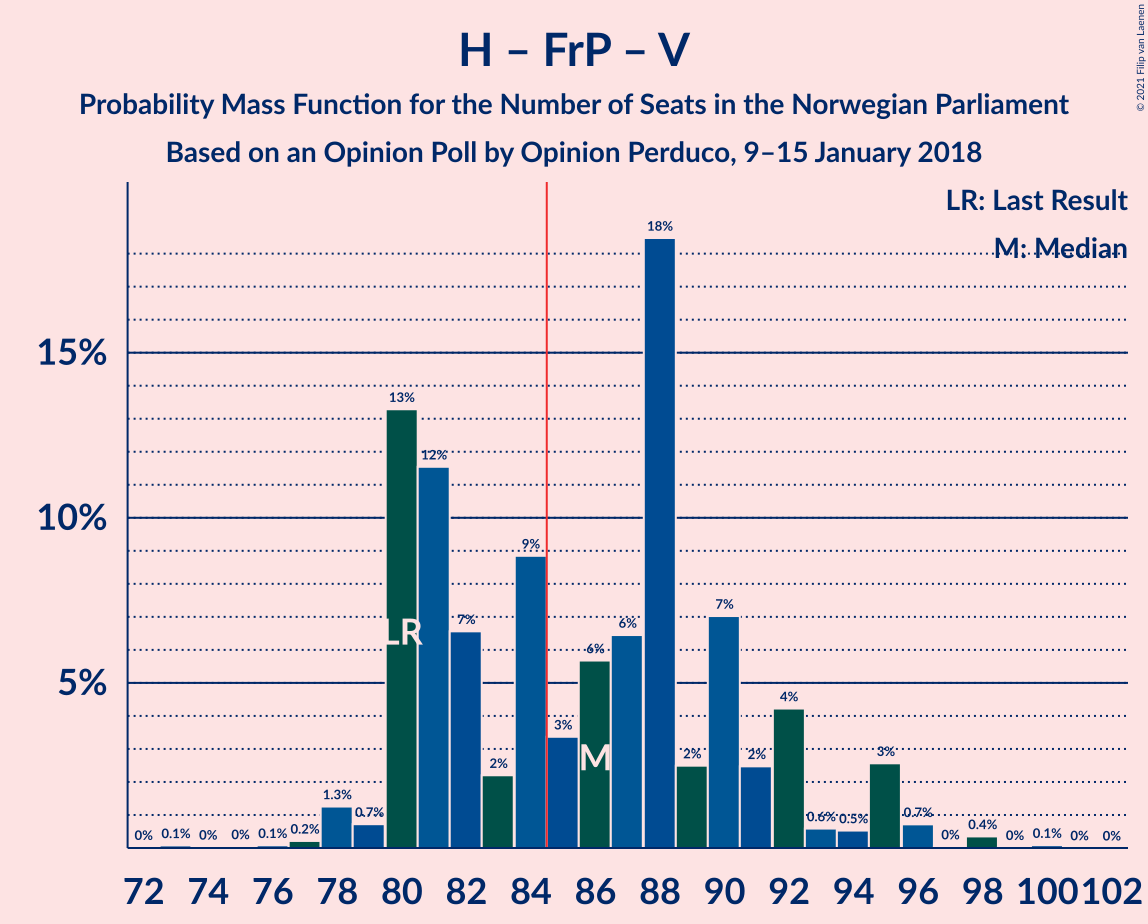 H – FrP – V
Probability Mass Function for the Number of Seats in the Norwegian Parliament
Based on an Opinion Poll by Opinion Perduco, 9–15 January 2018
© 2021 Filip van Laenen
LR: Last Result
M: Median
15%
10%
5%
0% 0.1% 0% 0% 0.1% 0.2% 1.3% 0.7% 13% 12% 7% 2% 9% 3% 6% 6% 18% 2% 7% 2% 4% 0.6% 0.5% 3% 0.7% 0% 0.4% 0% 0.1% 0% 0%
LR
M
72 74 76 78 80 82 84 86 88 90 92 94 96 98 100 102